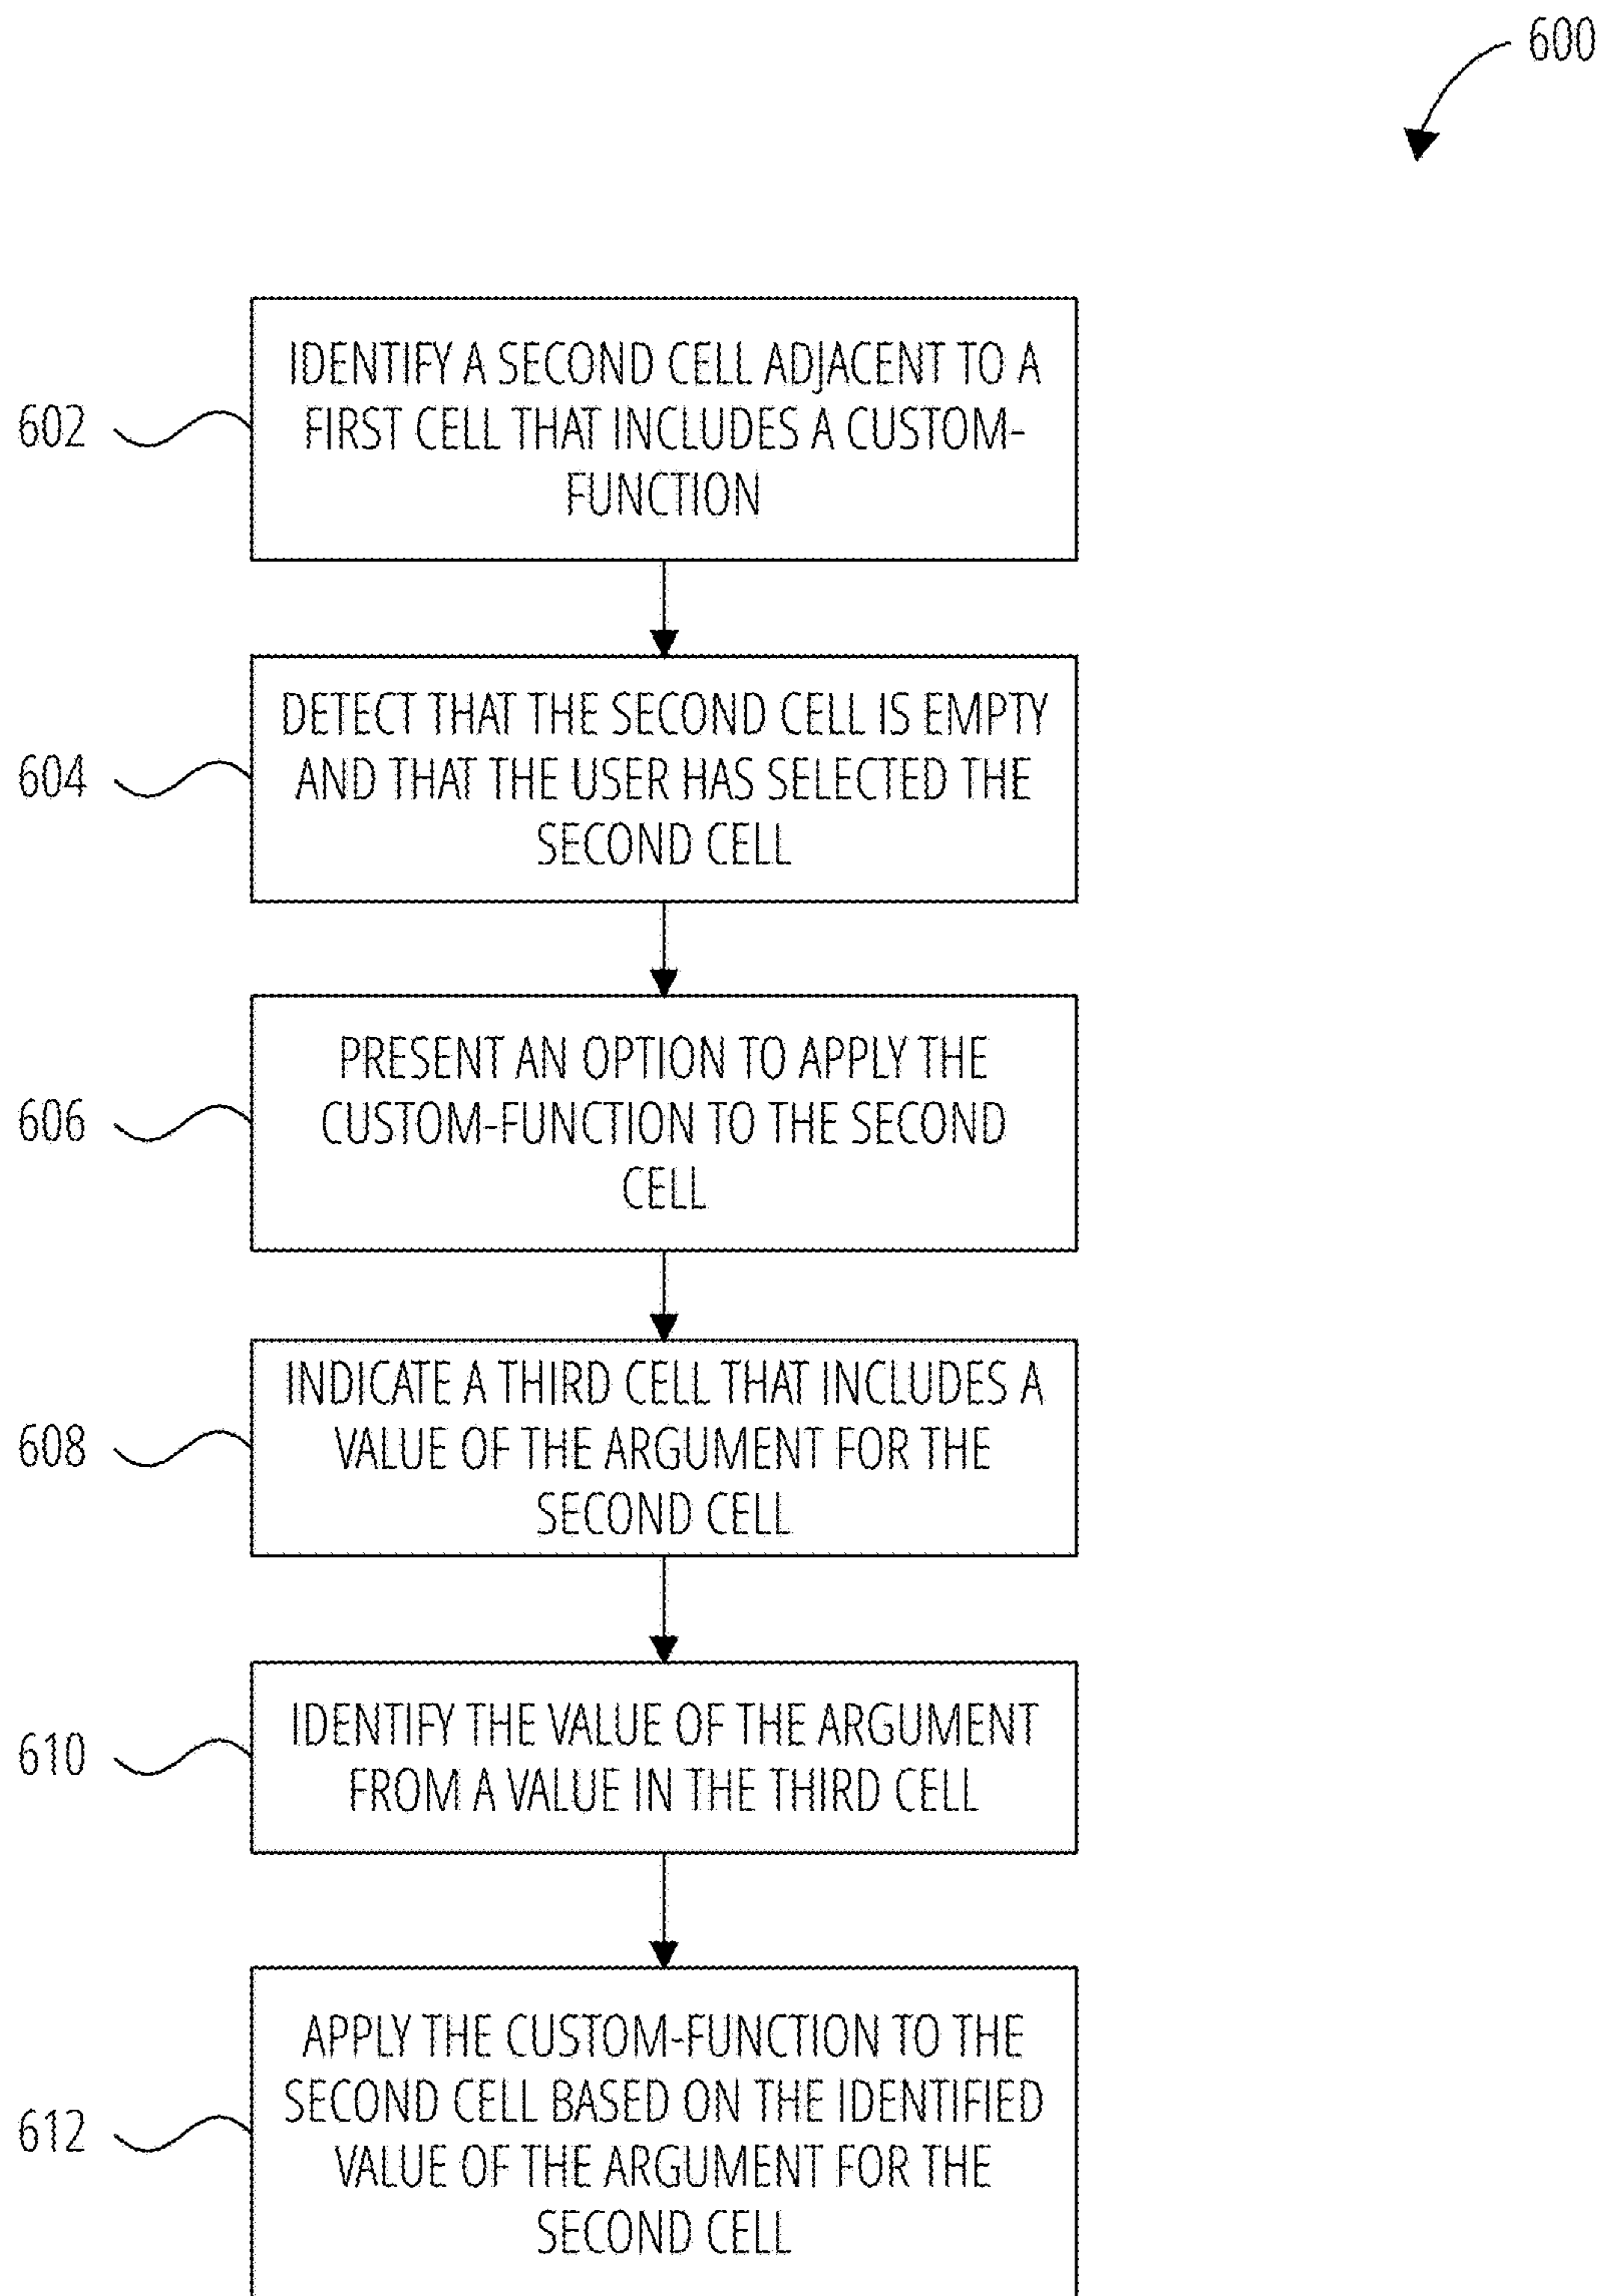 600
602
IDENTIFY A SECOND CELL ADJACENT TO A
FIRST CELL THAT INCLUDES A CUSTOM-
FUNCTION
604
DETECT THAT THE SECOND CELL IS EMPTY
AND THAT THE USER HAS SELECTED THE
SECOND CELL
606
PRESENT AN OPTION TO APPLY THE
CUSTOM-FUNCTION TO THE SECOND
CELL
608
INDICATE A THIRD CELL THAT INCLUDES A
VALUE OF THE ARGUMENT FOR THE
SECOND CELL
610
IDENTIFY THE VALUE OF THE ARGUMENT
FROM A VALUE IN THE THIRD CELL
612
APPLY THE CUSTOM-FUNCTION TO THE
SECOND CELL BASED ON THE IDENTIFIED
VALUE OF THE ARGUMENT FOR THE
SECOND CELL